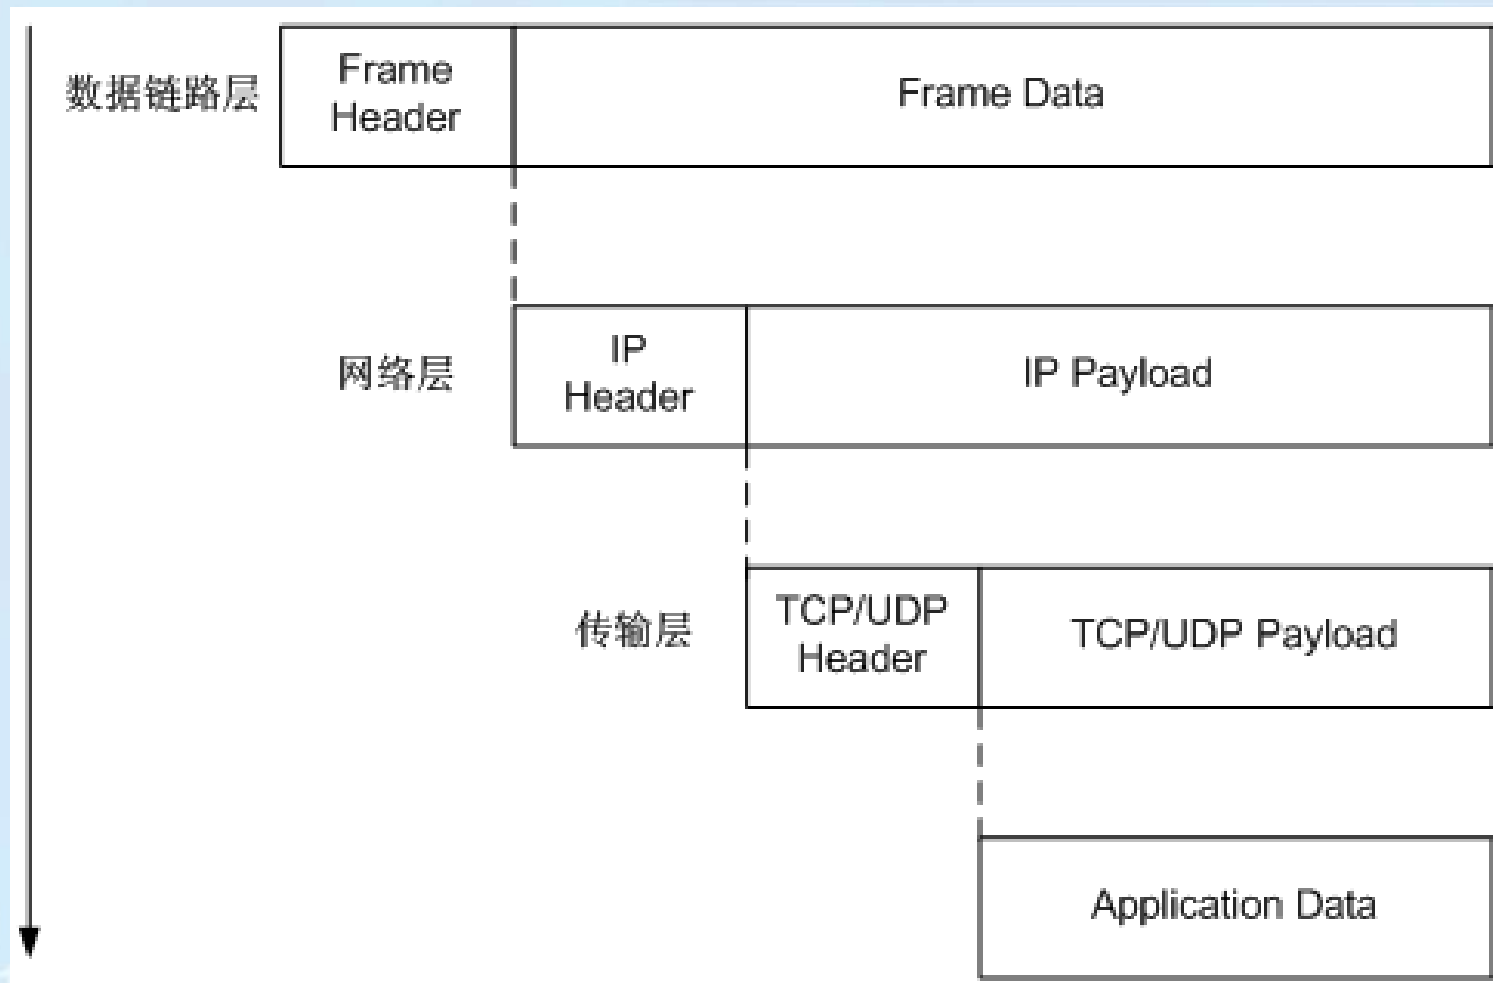 数据链路层
Frame
Header
Frame Data
网络层
IP
Header
IP Payload
传输层
TCP/UDP
Header
TCP/UDP Payload
Application Data